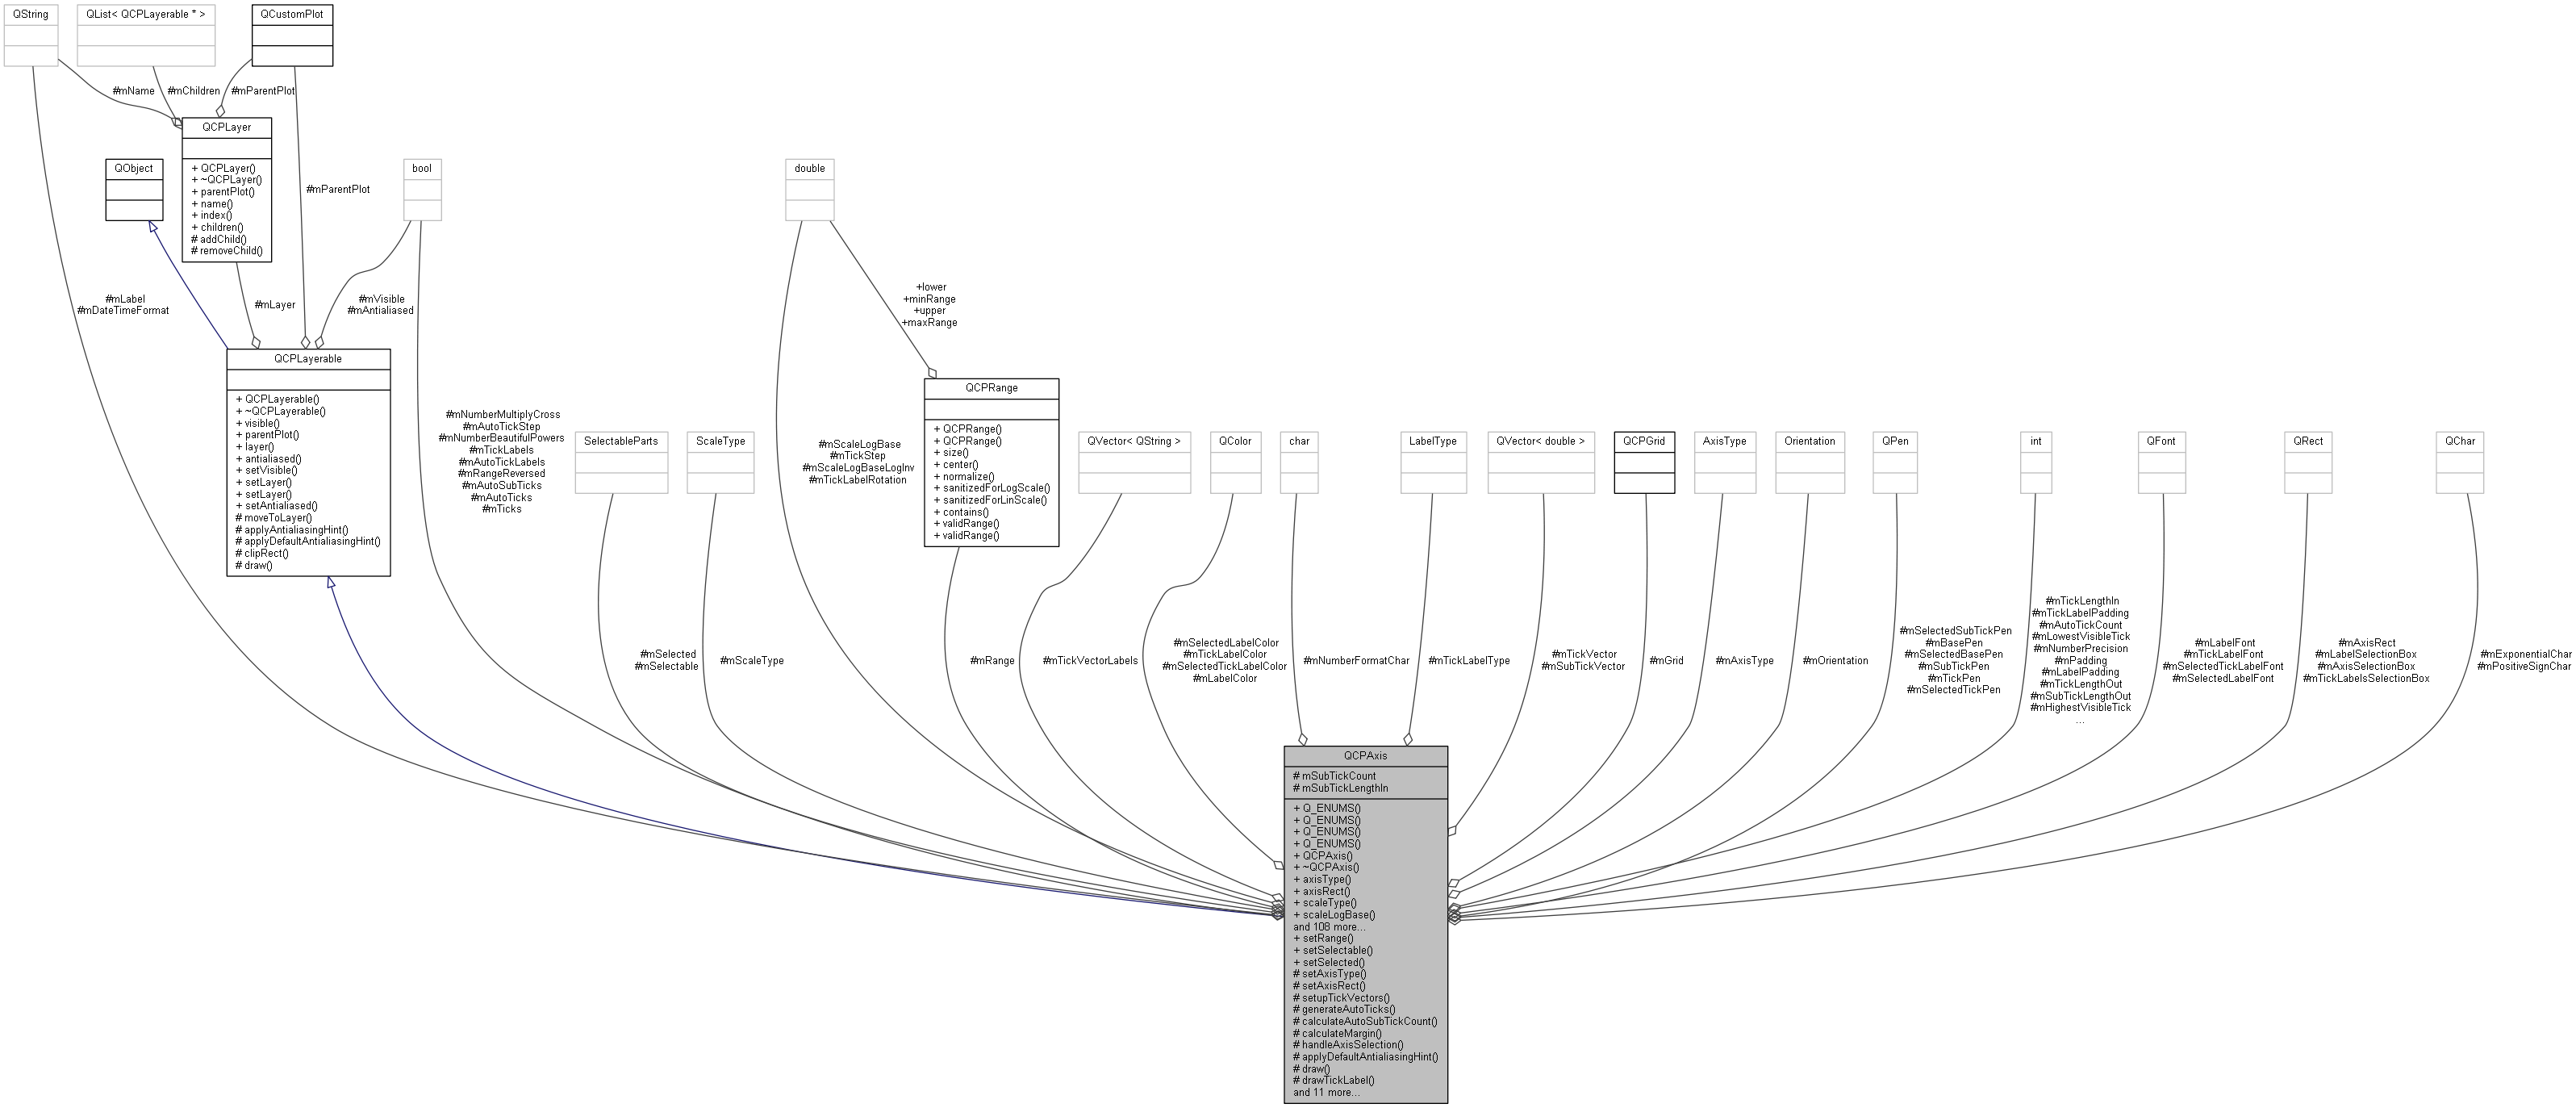 QString
QList< QCPLayerable * >
QCustomPlot
#mName
#mChildren
#mParentPlot
QCPLayer
+ QCPLayer()
+ ~QCPLayer()
+ parentPlot()
+ name()
+ index()
+ children()
# addChild()
# removeChild()
QObject
bool
double
#mParentPlot
#mLabel
#mDateTimeFormat
#mLayer
#mVisible
#mAntialiased
+lower
+minRange
+upper
+maxRange
QCPLayerable
+ QCPLayerable()
+ ~QCPLayerable()
+ visible()
+ parentPlot()
+ layer()
+ antialiased()
+ setVisible()
+ setLayer()
+ setLayer()
+ setAntialiased()
# moveToLayer()
# applyAntialiasingHint()
# applyDefaultAntialiasingHint()
# clipRect()
# draw()
#mNumberMultiplyCross
#mAutoTickStep
#mNumberBeautifulPowers
#mTickLabels
#mAutoTickLabels
#mRangeReversed
#mAutoSubTicks
#mAutoTicks
#mTicks
SelectableParts
ScaleType
#mScaleLogBase
#mTickStep
#mScaleLogBaseLogInv
#mTickLabelRotation
QCPRange
+ QCPRange()
+ QCPRange()
+ size()
+ center()
+ normalize()
+ sanitizedForLogScale()
+ sanitizedForLinScale()
+ contains()
+ validRange()
+ validRange()
QVector< QString >
QColor
char
LabelType
QVector< double >
QCPGrid
AxisType
Orientation
QPen
int
QFont
QRect
QChar
#mSelected
#mSelectable
#mScaleType
#mRange
#mTickVectorLabels
#mSelectedLabelColor
#mTickLabelColor
#mSelectedTickLabelColor
#mLabelColor
#mNumberFormatChar
#mTickLabelType
#mTickVector
#mSubTickVector
#mGrid
#mAxisType
#mOrientation
#mSelectedSubTickPen
#mBasePen
#mSelectedBasePen
#mSubTickPen
#mTickPen
#mSelectedTickPen
#mTickLengthIn
#mTickLabelPadding
#mAutoTickCount
#mLowestVisibleTick
#mNumberPrecision
#mPadding
#mLabelPadding
#mTickLengthOut
#mSubTickLengthOut
#mHighestVisibleTick
...
#mLabelFont
#mTickLabelFont
#mSelectedTickLabelFont
#mSelectedLabelFont
#mAxisRect
#mLabelSelectionBox
#mAxisSelectionBox
#mTickLabelsSelectionBox
#mExponentialChar
#mPositiveSignChar
QCPAxis
# mSubTickCount
# mSubTickLengthIn
+ Q_ENUMS()
+ Q_ENUMS()
+ Q_ENUMS()
+ Q_ENUMS()
+ QCPAxis()
+ ~QCPAxis()
+ axisType()
+ axisRect()
+ scaleType()
+ scaleLogBase()
and 108 more...
+ setRange()
+ setSelectable()
+ setSelected()
# setAxisType()
# setAxisRect()
# setupTickVectors()
# generateAutoTicks()
# calculateAutoSubTickCount()
# calculateMargin()
# handleAxisSelection()
# applyDefaultAntialiasingHint()
# draw()
# drawTickLabel()
and 11 more...